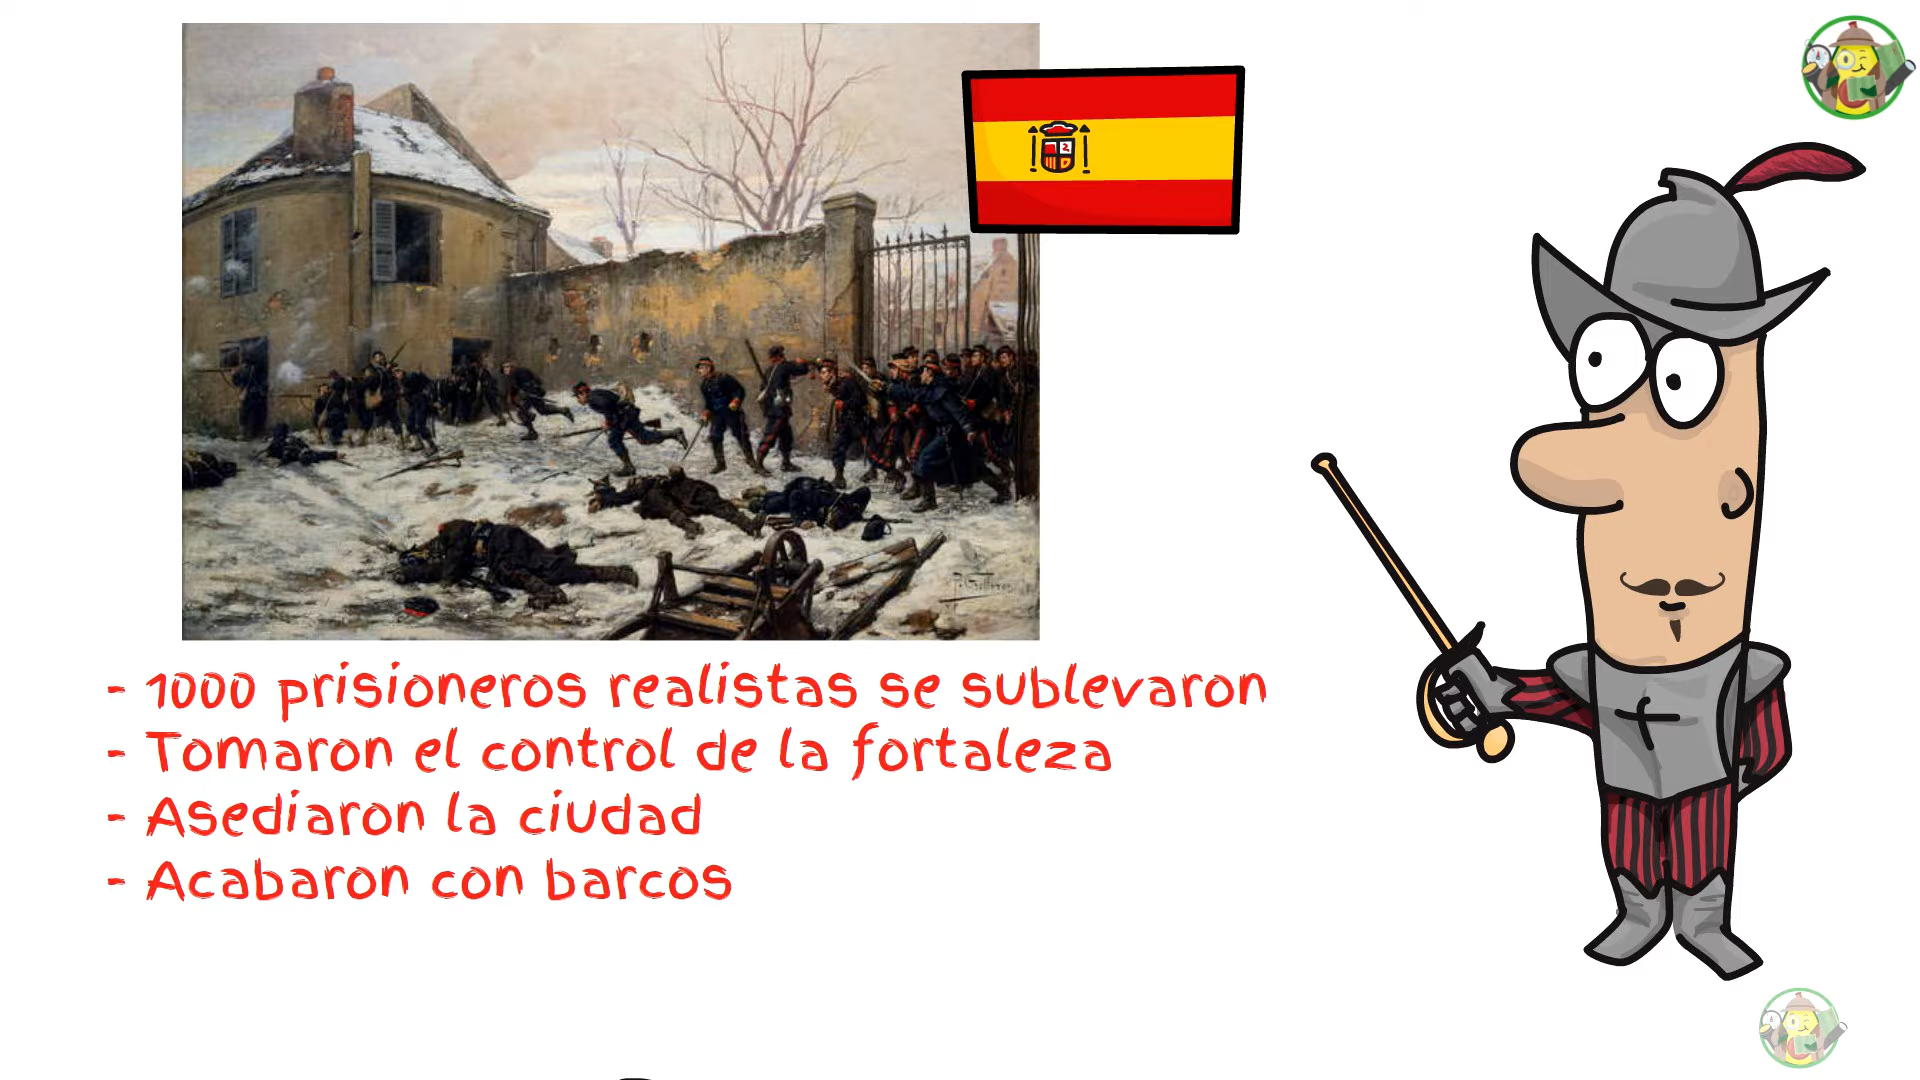 - 1000 prisioneros realistas se sublevaron
- Tomaron el control de la fortaleza
- Asediaron la ciudad
- Acabaron con barcos